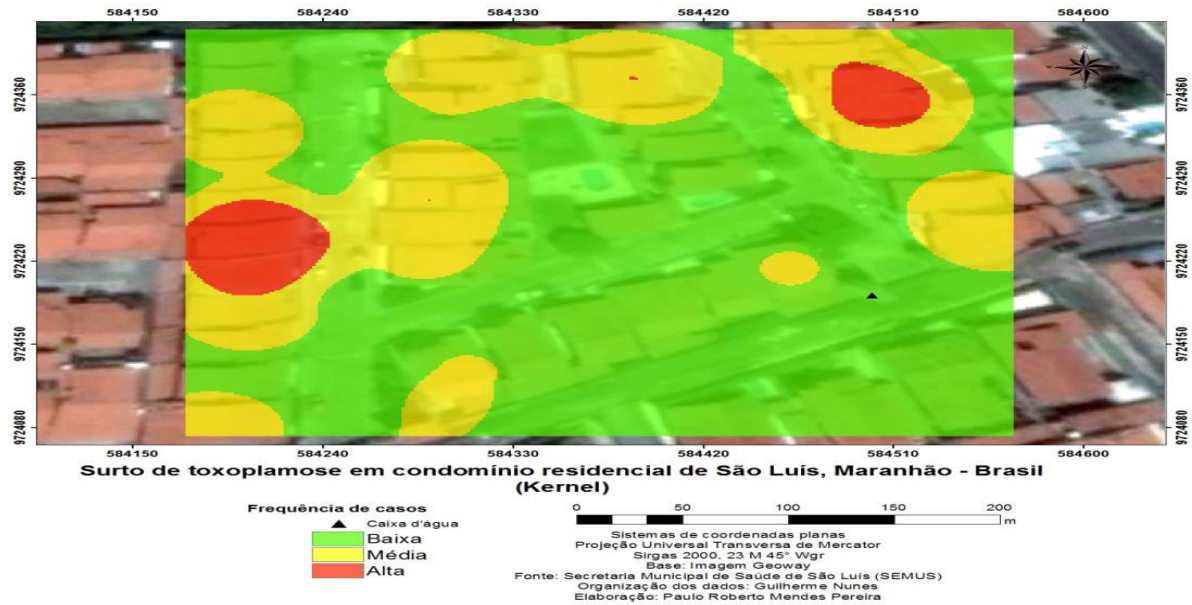 584150 584240 584330 584420 584510 584600
9724360 9724360
9724290 9724290
9724220 9724220
9724150 9724150
9724080 9724080
584150 584240 584330 584420 584510 584600
Surto de toxoplamose em condomínio residencial de São Luís, Maranhão - Brasil
(Kernel)
Frequência de casos
Caixa d'água
Baixa
Média
Alta
0 50 100 150 200
m
Sistemas de coordenadas planas
Projeção Universal Transversa de Mercator
Sirgas 2000, 23 M 45° Wgr
Base: Imagem Geoway
Fonte: Secretaria Municipal de Saúde de São Luís (SEMUS)
Organização dos dados: Guilherme Nunes
Elaboração: Paulo Roberto Mendes Pereira